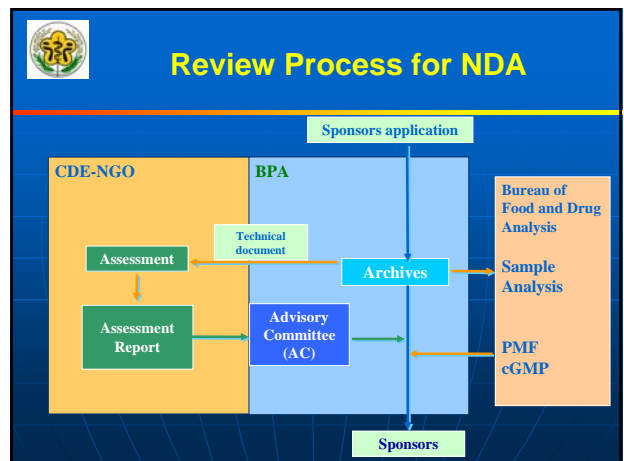 Review Process for NDA
Sponsors application
CDE-NGO
BPA
Bureau of
Food and Drug
Analysis
Technical
document
Assessment
Archives
Sample
Analysis
Assessment
Report
Advisory
Committee
(AC)
PMF
cGMP
Sponsors